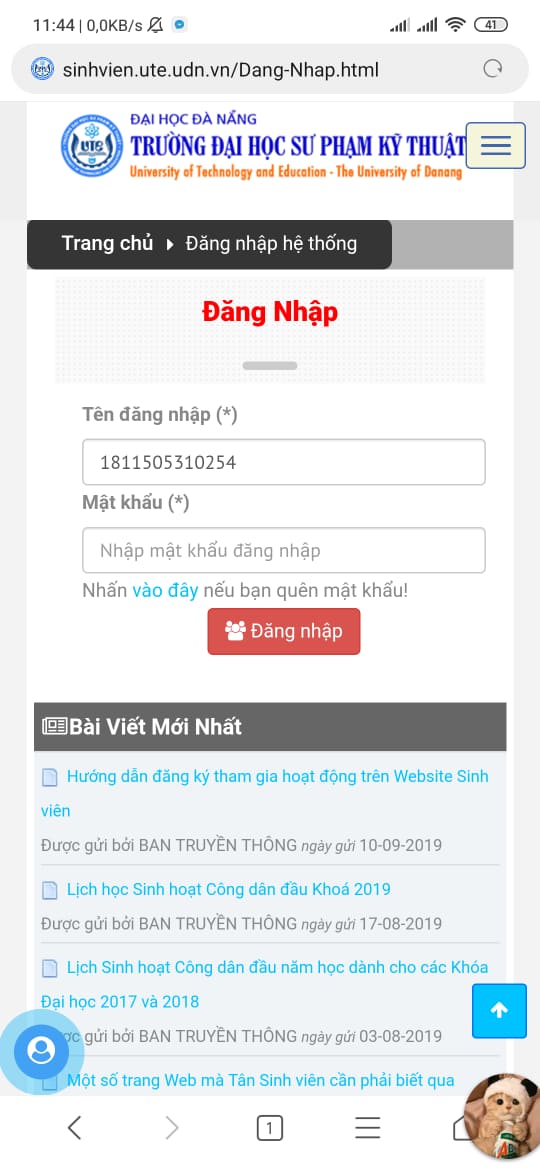 11:44 | 0,0KB/s
41
sinhvien.ute.udn.vn/Dang-Nhap.html
ĐẠI HỌC ĐÀ NẴNG
UTE
TRƯỜNG ĐẠI HỌC SƯ PHẠM KỸ THUẬT
University of Technology and Education - The University of Danang
Trang chủ Đăng nhập hệ thống
Đăng Nhập
Tên đăng nhập (*)
1811505310254
Mật khẩu (*)
Nhập mật khẩu đăng nhập
Nhấn vào đây nếu bạn quên mật khẩu!
Đăng nhập
Bài Viết Mới Nhất
Hướng dẫn đăng ký tham gia hoạt động trên Website Sinh
viên
Được gửi bởi BAN TRUYỀN THÔNG ngày gửi 10-09-2019
Lịch học Sinh hoạt Công dân đầu Khoá 2019
Được gửi bởi BAN TRUYỀN THÔNG ngày gửi 17-08-2019
Lịch Sinh hoạt Công dân đầu năm học dành cho các Khóa
Đại học 2017 và 2018
gửi bởi BAN TRUYỀN THÔNG ngày gửi 03-08-2019
Một số trang Web mà Tân Sinh viên cần phải biết qua
1